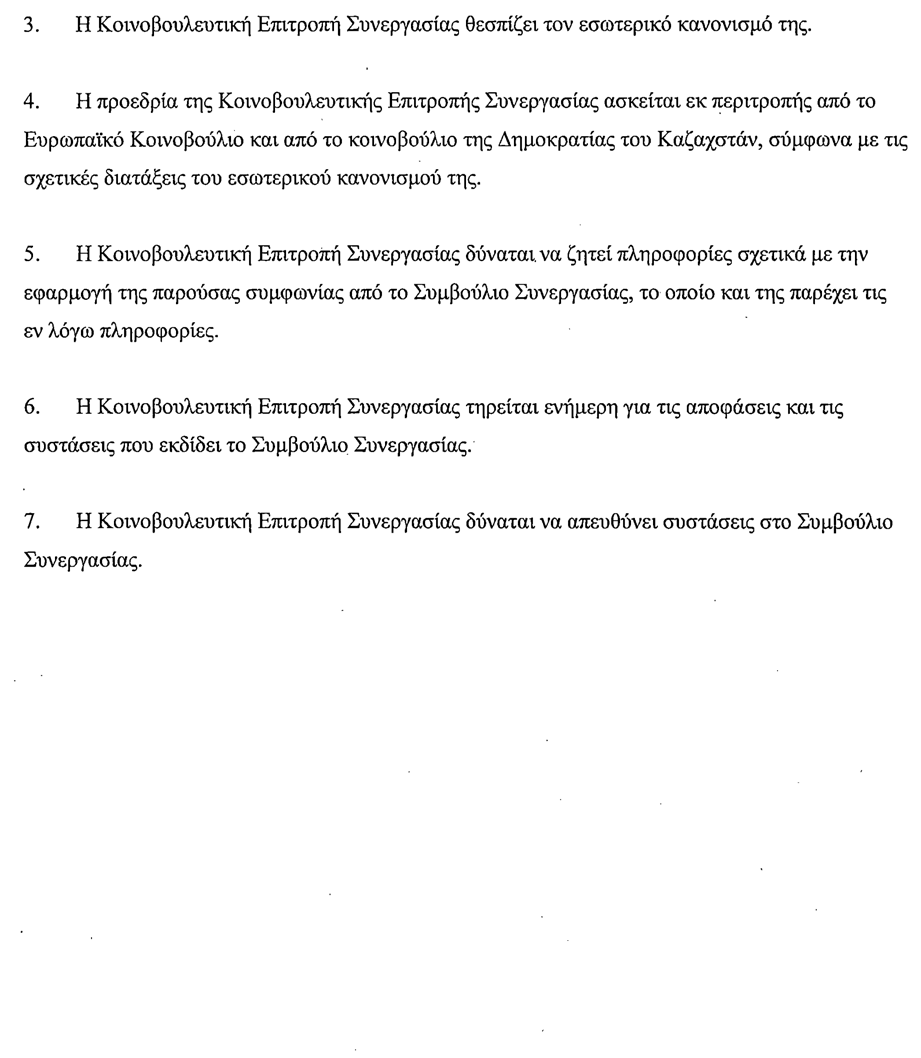 3. Η Κοινοβουλευτική Επιτροπή Συνεργασίας θεσπίζει τον εσωτερικό κανονισμό της.
4. Η προεδρία της Κοινοβουλευτικής Επιτροπής Συνεργασίας ασκείται εκ περιτροπής από το
Ευρωπαϊκό Κοινοβούλιο και από το κοινοβούλιο της Δημοκρατίας του Καζαχστάν, σύμφωνα με τις
σχετικές διατάξεις του εσωτερικού κανονισμού της.
5. Η Κοινοβουλευτική Επιτροπή Συνεργασίας δύναται να ζητεί πληροφορίες σχετικά με την
εφαρμογή της παρούσας συμφωνίας από το Συμβούλιο Συνεργασίας, το οποίο και της παρέχει τις
εν λόγω πληροφορίες.
6. Η Κοινοβουλευτική Επιτροπή Συνεργασίας τηρείται ενήμερη για τις αποφάσεις και τις
συστάσεις που εκδίδει το Συμβούλιο Συνεργασίας.
7. Η Κοινοβουλευτική Επιτροπή Συνεργασίας δύναται να απευθύνει συστάσεις στο Συμβούλιο
Συνεργασίας.